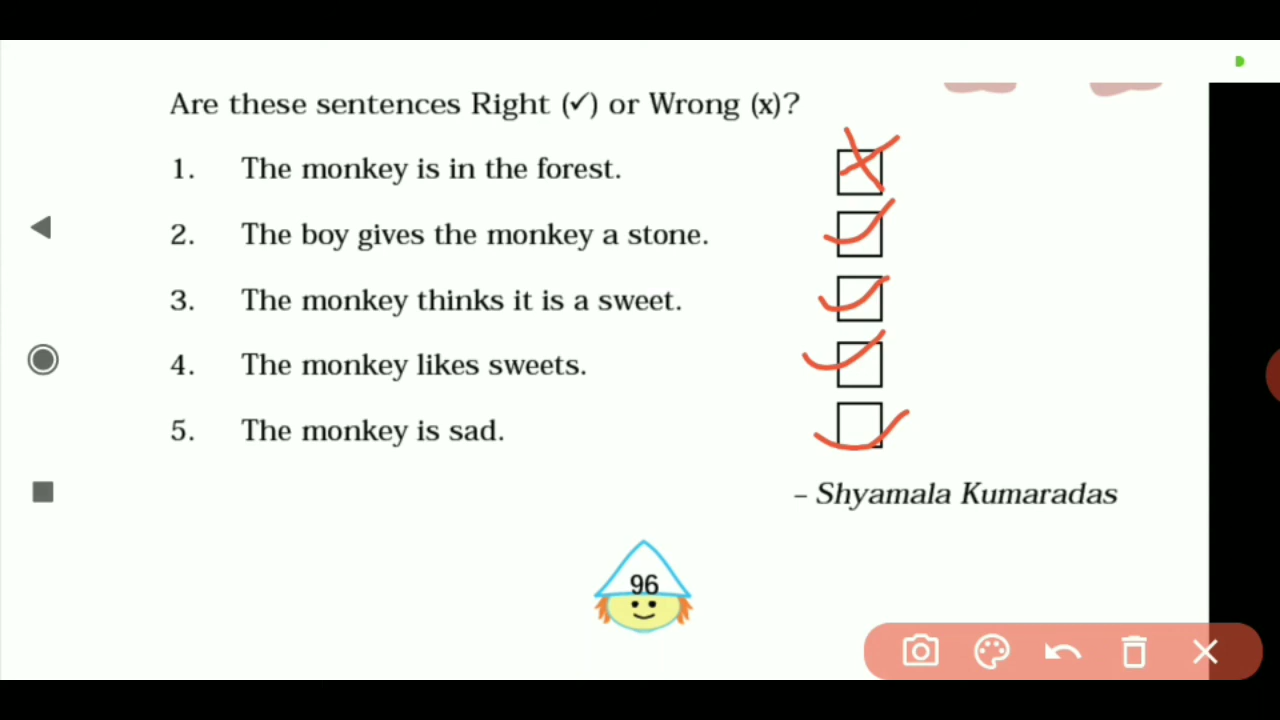 Are these sentences Right (✓) or Wrong (x)?
1. The monkey is in the forest.
2. The boy gives the monkey a stone.
3. The monkey thinks it is a sweet.
4. The monkey likes sweets.
5. The monkey is sad.
– Shyamala Kumaradas
96